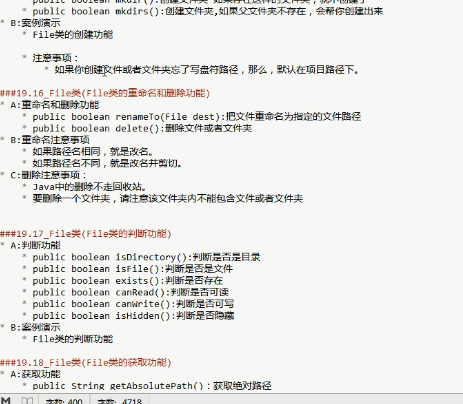 * public boolean mkdir():创建文件夹 如果存在这样的文件夹，就不创建了
* public boolean mkdirs():创建文件夹,如果父文件夹不存在，会帮你创建出来
* B:案例演示
* File类的创建功能
* 注意事项：
* 如果你创建文件或者文件夹忘了写盘符路径，那么，默认在项目路径下。
###19.16_File类(File类的重命名和删除功能)
* A:重命名和删除功能
* public boolean renameTo(File dest):把文件重命名为指定的文件路径
* public boolean delete():删除文件或者文件夹
* B:重命名注意事项
* 如果路径名相同，就是改名。
* 如果路径名不同，就是改名并剪切。
* C:删除注意事项：
* Java中的删除不走回收站。
* 要删除一个文件夹，请注意该文件夹内不能包含文件或者文件夹
###19.17_File类(File类的判断功能)
* A:判断功能
* public boolean isDirectory():判断是否是目录
* public boolean isFile():判断是否是文件
* public boolean exists():判断是否存在
* public boolean canRead():判断是否可读
* public boolean canWrite():判断是否可写
* public boolean isHidden():判断是否隐藏
* B:案例演示
* File类的判断功能
###19.18_File类(File类的获取功能)
* A:获取功能
* public String getAbsolutePath()：获取绝对路径
M 字数: 400 字数: 4718